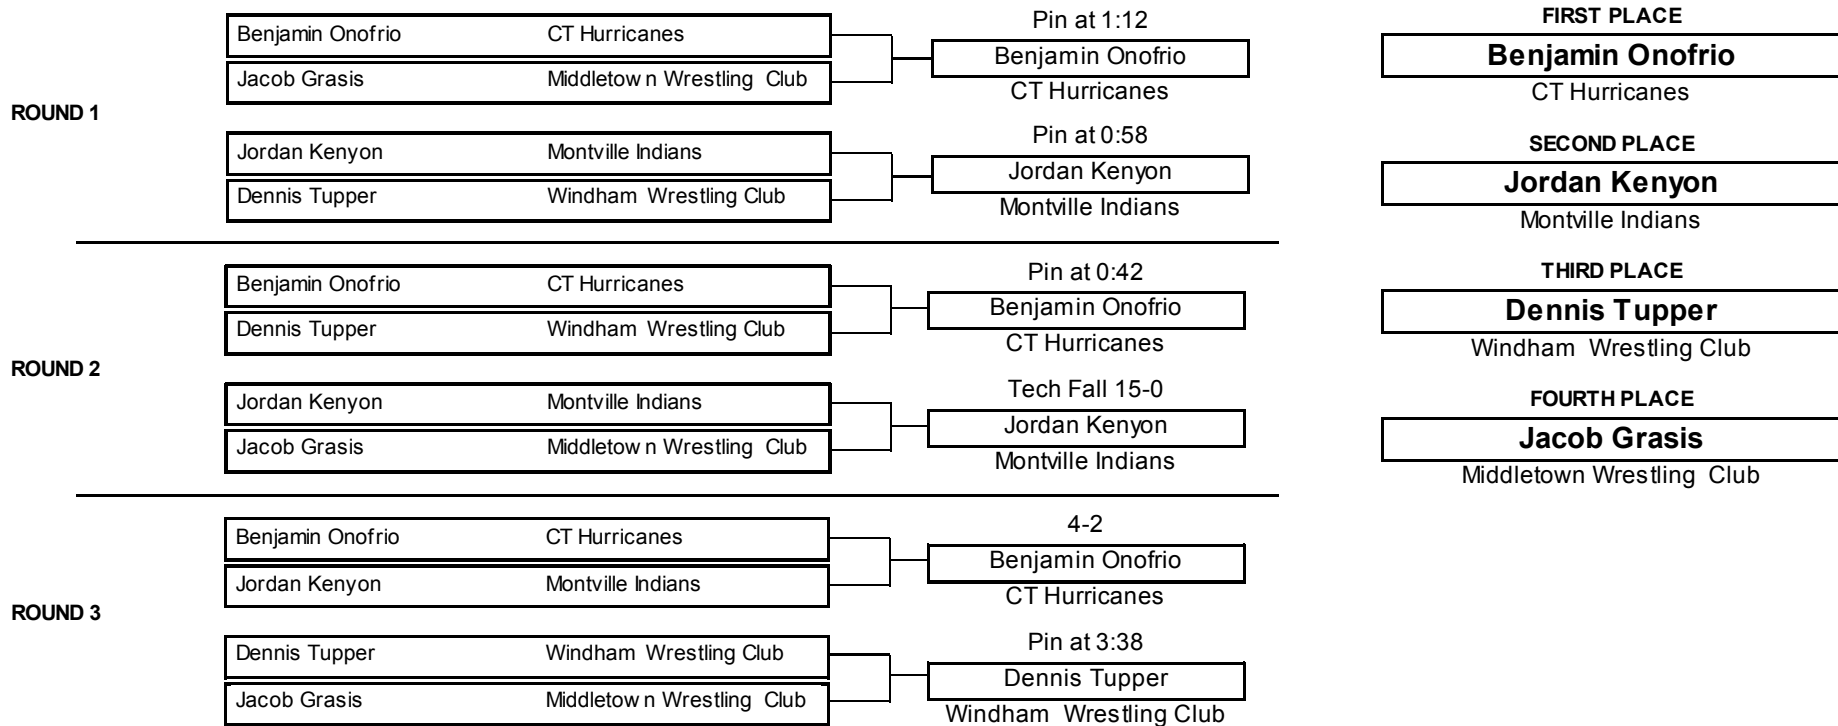 Pin at 1:12
Benjamin Onofrio CT Hurricanes
Benjamin Onofrio
Jacob Grasis Middletow n Wrestling Club
CT Hurricanes
ROUND 1
Pin at 0:58
Jordan Kenyon Montville Indians
Jordan Kenyon
Dennis Tupper Windham Wrestling Club
Montville Indians
Pin at 0:42
Benjamin Onofrio CT Hurricanes
Benjamin Onofrio
Dennis Tupper Windham Wrestling Club
CT Hurricanes
ROUND 2
Tech Fall 15-0
Jordan Kenyon Montville Indians
Jordan Kenyon
Jacob Grasis Middletow n Wrestling Club
Montville Indians
4-2
Benjamin Onofrio CT Hurricanes
Benjamin Onofrio
Jordan Kenyon Montville Indians
CT Hurricanes
ROUND 3
Pin at 3:38
Dennis Tupper Windham Wrestling Club
Dennis Tupper
Jacob Grasis Middletow n Wrestling Club
Windham Wrestling Club
FIRST PLACE
Benjamin Onofrio
CT Hurricanes
SECOND PLACE
Jordan Kenyon
Montville Indians
THIRD PLACE
Dennis Tupper
Windham Wrestling Club
FOURTH PLACE
Jacob Grasis
Middletown Wrestling Club